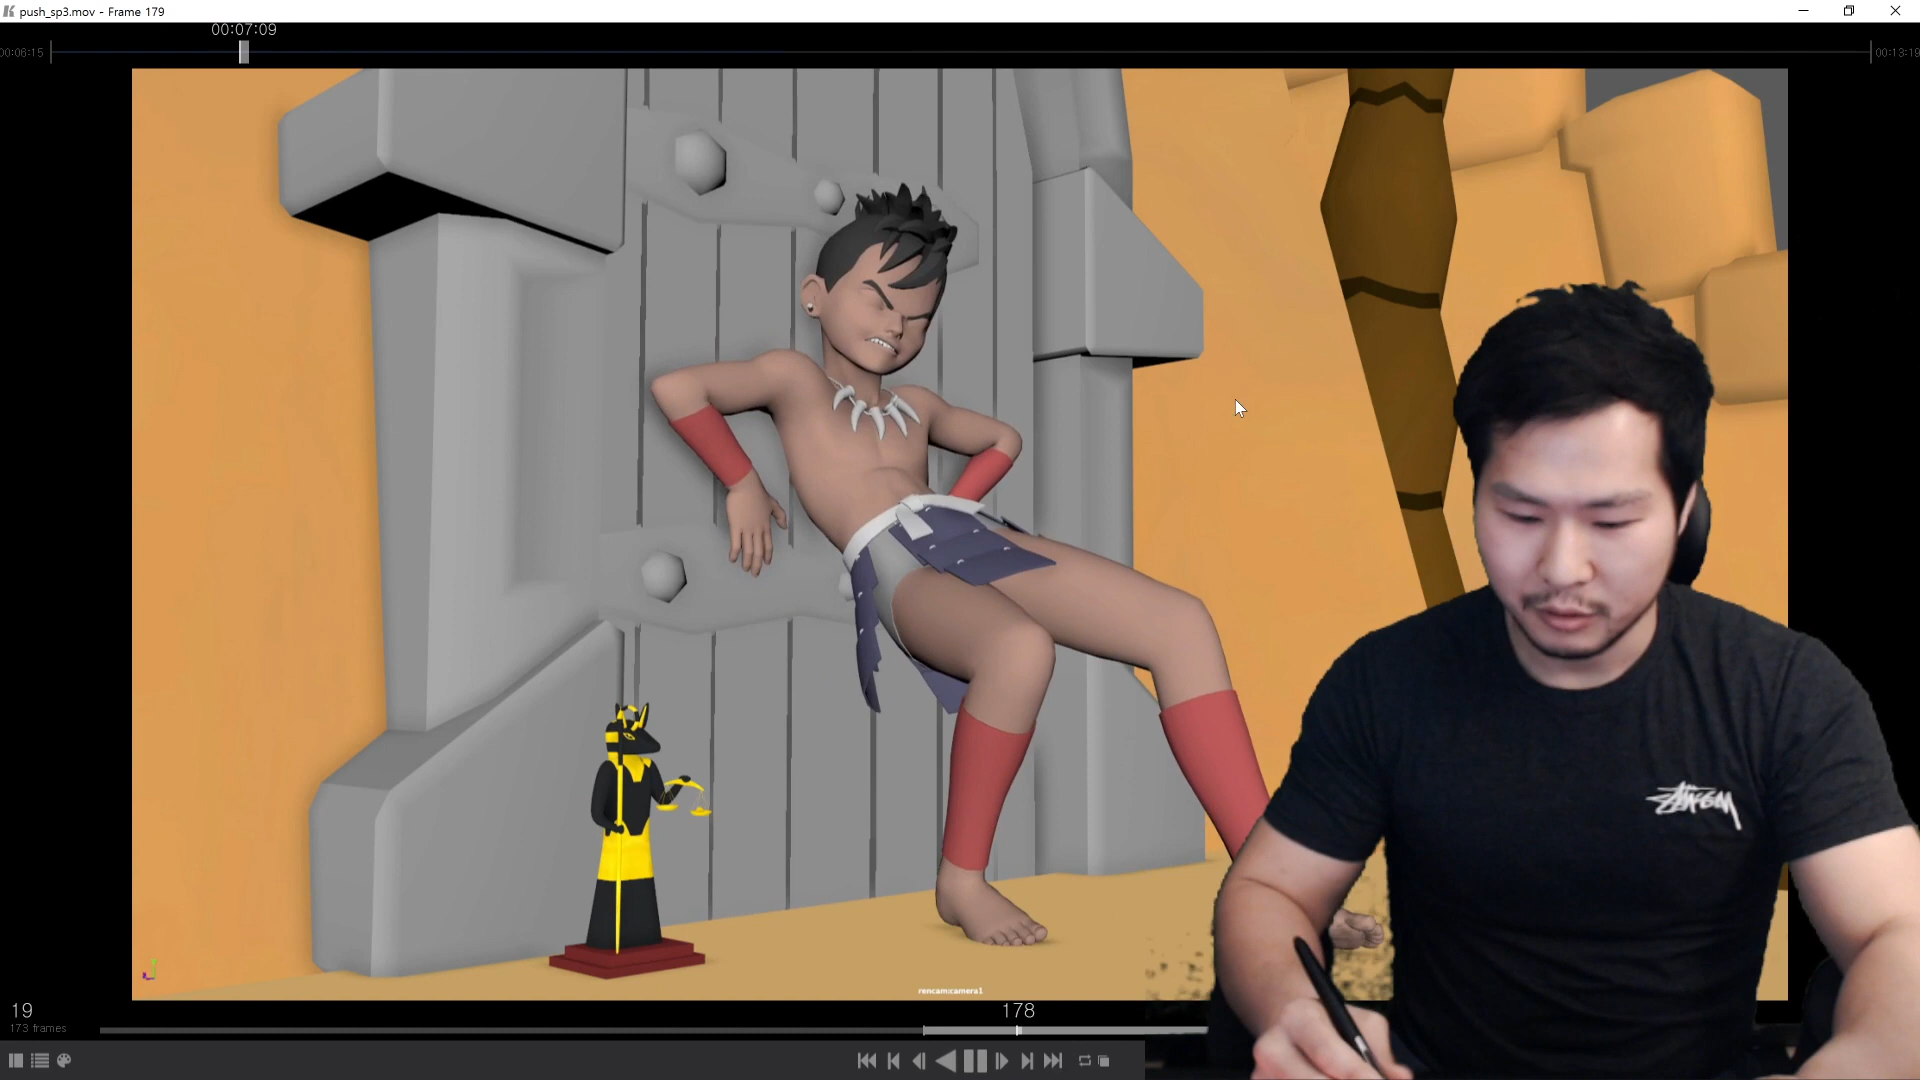 push_sp3.mov - Frame 179
00:07:09
00:06:15
00:13:19
rencam:camera1
19
178
173 frames